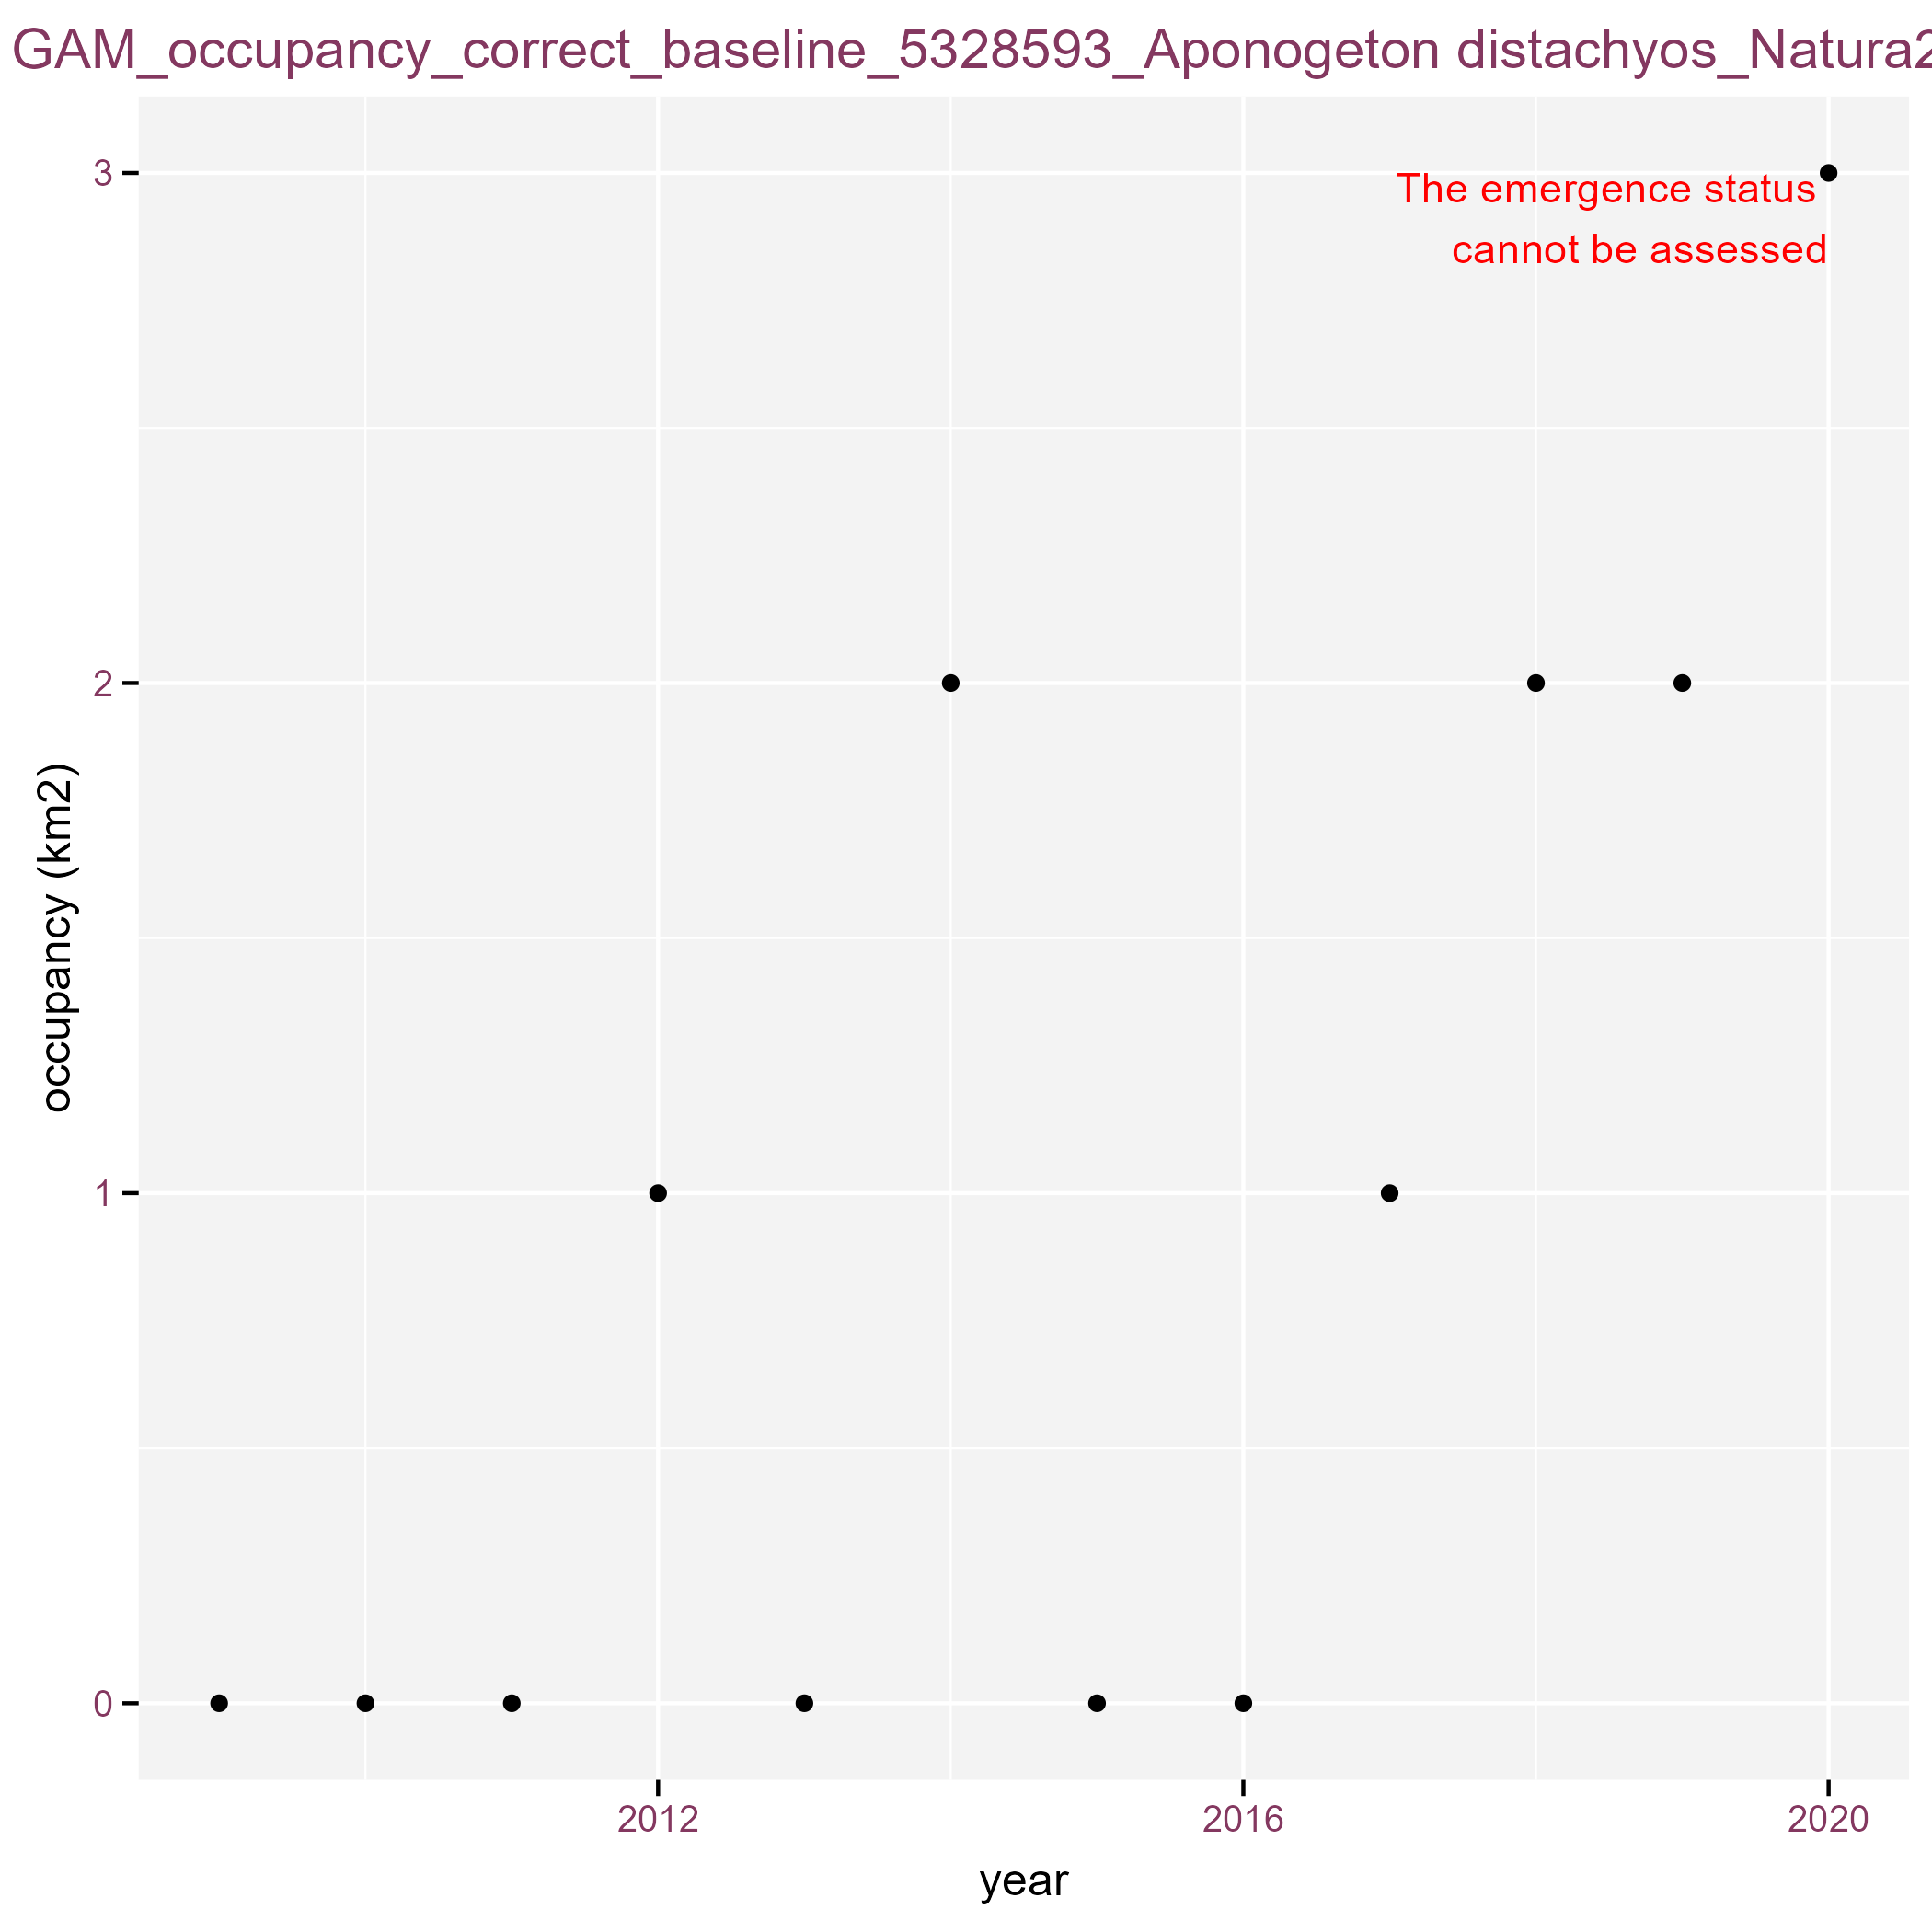 GAM_occupancy_correct_baseline_5328593_Aponogeton distachyos_Natura2
3
The emergence status
cannot be assessed
2
occupancy (km2)
1
0
2012
2016
2020
year